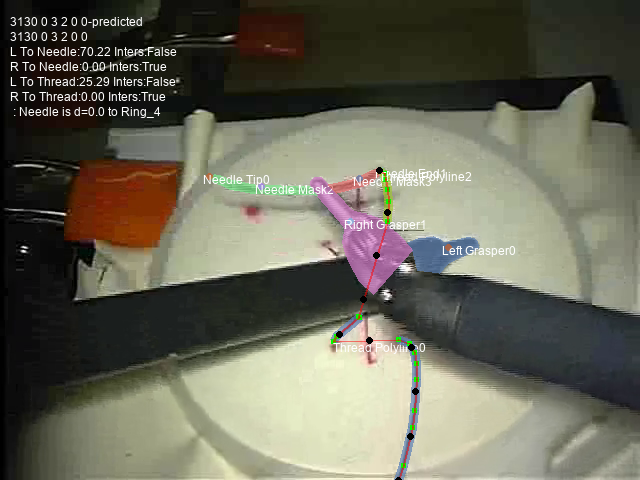 3130 0 3 2 0 0-predicted
3130 0 3 2 0 0
L To Needle:70.22 Inters:False
R To Needle:0.00 Inters:True
L To Thread:25.29 Inters:False
R To Thread:0.00 Inters:True
: Needle is d=0.0 to Ring_4
Needle Tip0
Needle Mask2
Needle Mask3
Right Grasper1
Left Grasper0
Thread Polyline0